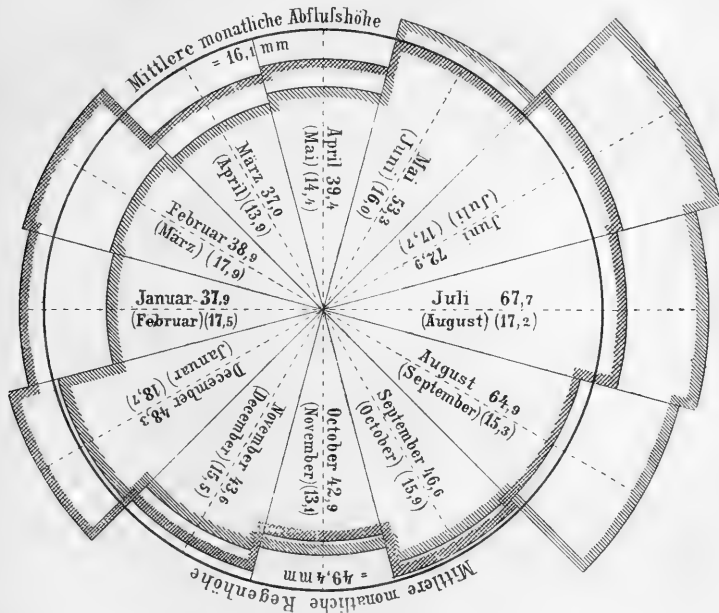 Mittlere monatliche Abflußhöhe
= 16,1 mm
April 39,4
(Mai) (14,4)
Mai 53,3
(Juni) (16,0)
Juni 72,9
(Juli) (17,7)
Juli 67,7
(August) (17,2)
August 64,9
(September) (15,3)
September 46,6
(October) (15,9)
October 42,9
(November) (13,1)
November 43,6
(December) (15,5)
December 48,3
(Januar) (18,7)
Januar 37,9
(Februar) (17,5)
Februar 38,9
(März) (17,9)
März 37,0
(April) (13,9)
= 49,4 mm
Mittlere monatliche Regenhöhe